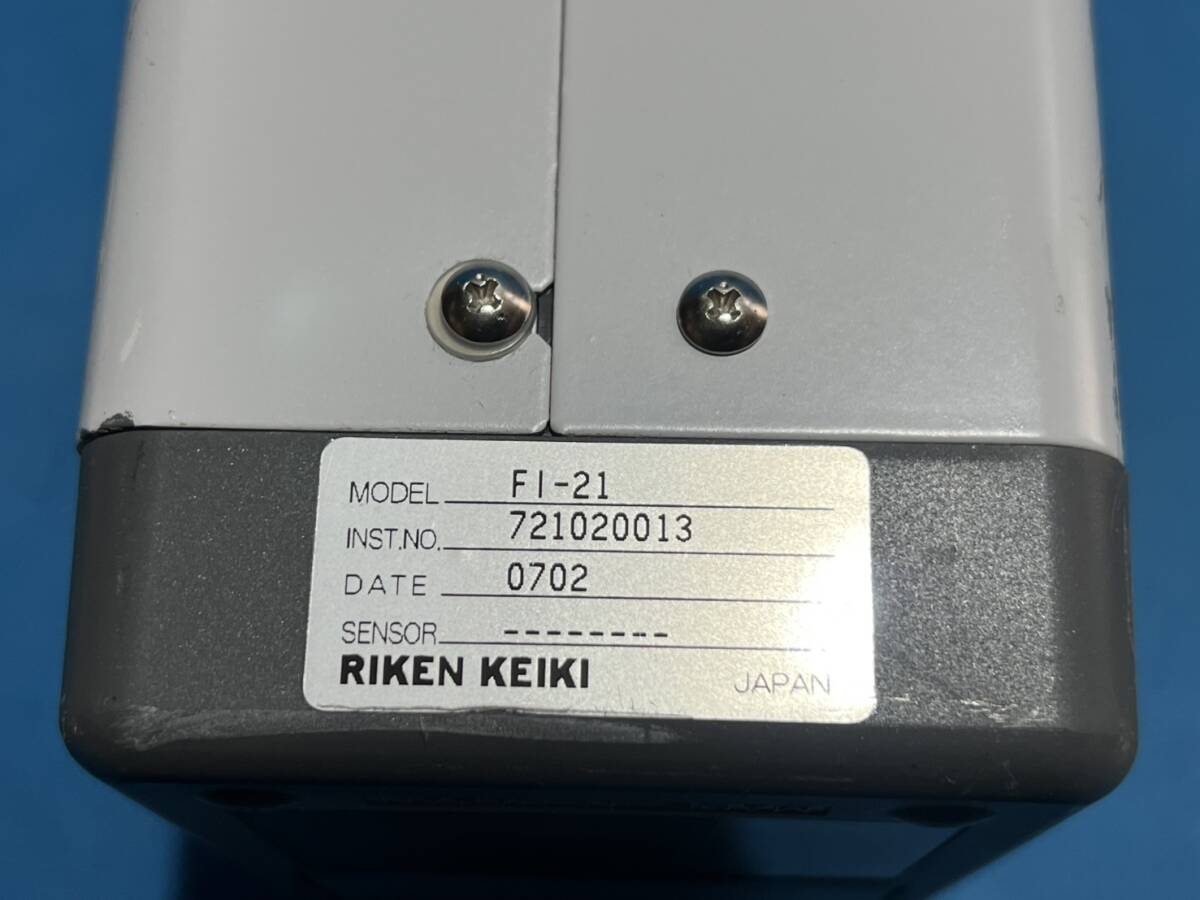 MODEL FI-21
INST.NO. 721020013
DATE 0702
SENSOR --------
RIKEN KEIKI JAPAN